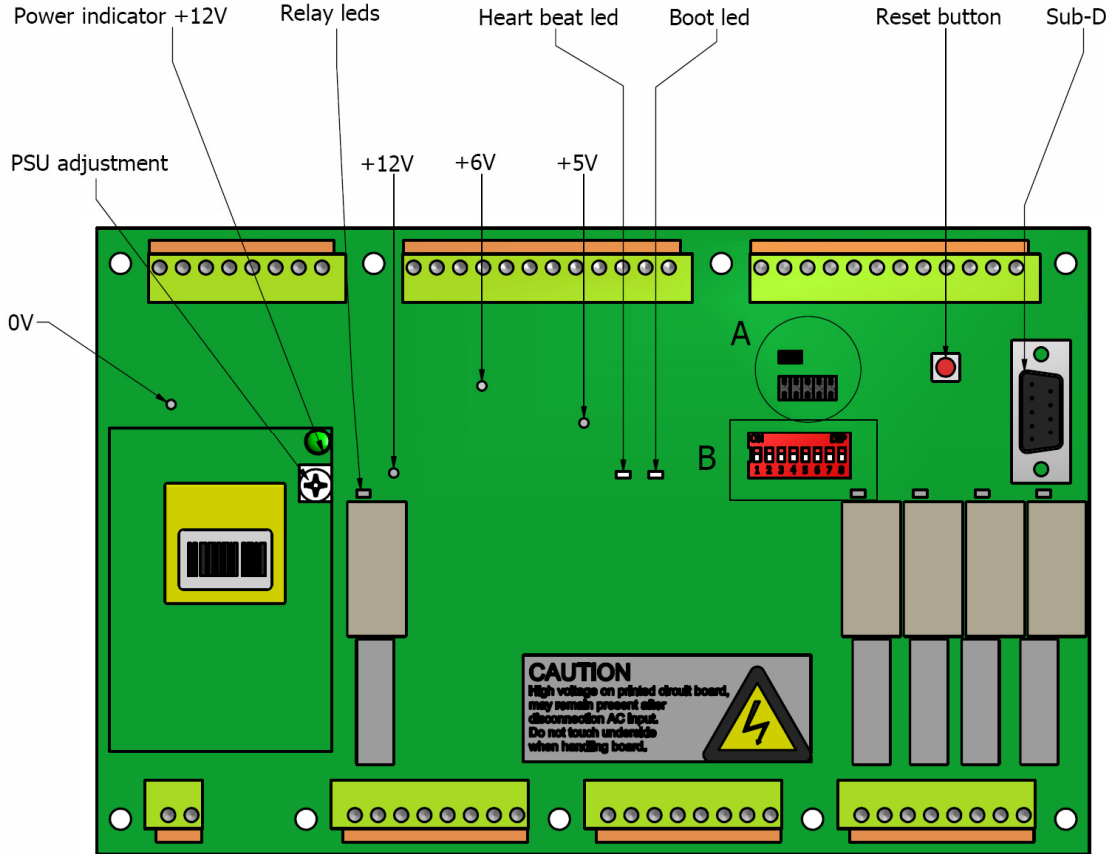 Power indicator +12V
Relay leds
Heart beat led
Boot led
Reset button
Sub-D
PSU adjustment
+12V
+6V
+5V
0V
A
B
ON DIP
1 2 3 4 5 6 7 8
CAUTION
High voltage on printed circuit board,
may remain present after
disconnection AC input.
Do not touch underside
when handling board.